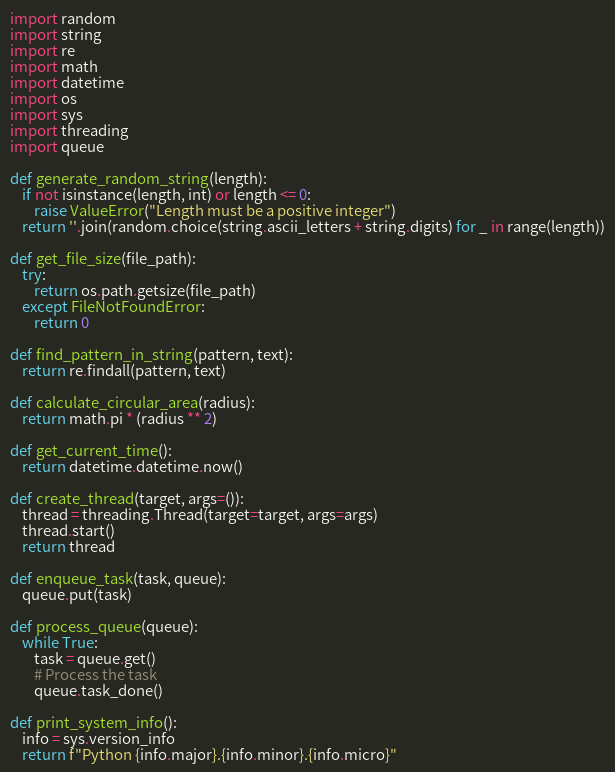 import random
import string
import re
import math
import datetime
import os
import sys
import threading
import queue

def generate_random_string(length):
    if not isinstance(length, int) or length <= 0:
        raise ValueError("Length must be a positive integer")
    return ''.join(random.choice(string.ascii_letters + string.digits) for _ in range(length))

def get_file_size(file_path):
    try:
        return os.path.getsize(file_path)
    except FileNotFoundError:
        return 0

def find_pattern_in_string(pattern, text):
    return re.findall(pattern, text)

def calculate_circular_area(radius):
    return math.pi * (radius ** 2)

def get_current_time():
    return datetime.datetime.now()

def create_thread(target, args=()):
    thread = threading.Thread(target=target, args=args)
    thread.start()
    return thread

def enqueue_task(task, queue):
    queue.put(task)

def process_queue(queue):
    while True:
        task = queue.get()
        # Process the task
        queue.task_done()

def print_system_info():
    info = sys.version_info
    return f"Python {info.major}.{info.minor}.{info.micro}"